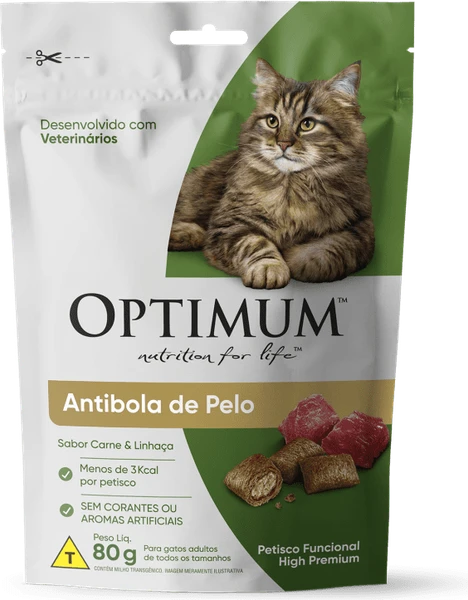 Desenvolvido com
Veterinários
OPTIMUM™
nutrition for life™
Antibola de Pelo
Sabor Carne & Linhaça
Menos de 3Kcal
por petisco
SEM CORANTES OU
AROMAS ARTIFICIAIS
Peso Líq.
T 80g
Para gatos adultos
de todos os tamanhos
CONTÉM MILHO TRANSGÊNICO. IMAGEM MERAMENTE ILUSTRATIVA
Petisco Funcional
High Premium